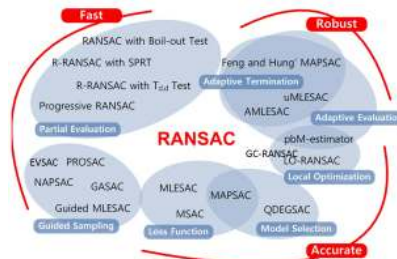 Fast
Robust
RANSAC with Bail-out Test
R-RANSAC with SPRT
R-RANSAC with Td,d Test
Progressive RANSAC
Partial Evaluation
Feng and Hung' MAPSAC
Adaptive Termination
uMLESAC
AMLESAC
Adaptive Evaluation
RANSAC
pbM-estimator
GC-RANSAC
LO-RANSAC
Local Optimization
EVSAC PROSAC
NAPSAC
GASAC
Guided MLESAC
Guided Sampling
MLESAC
MAPSAC
MSAC
Loss Function
QDEGSAC
Model Selection
Accurate